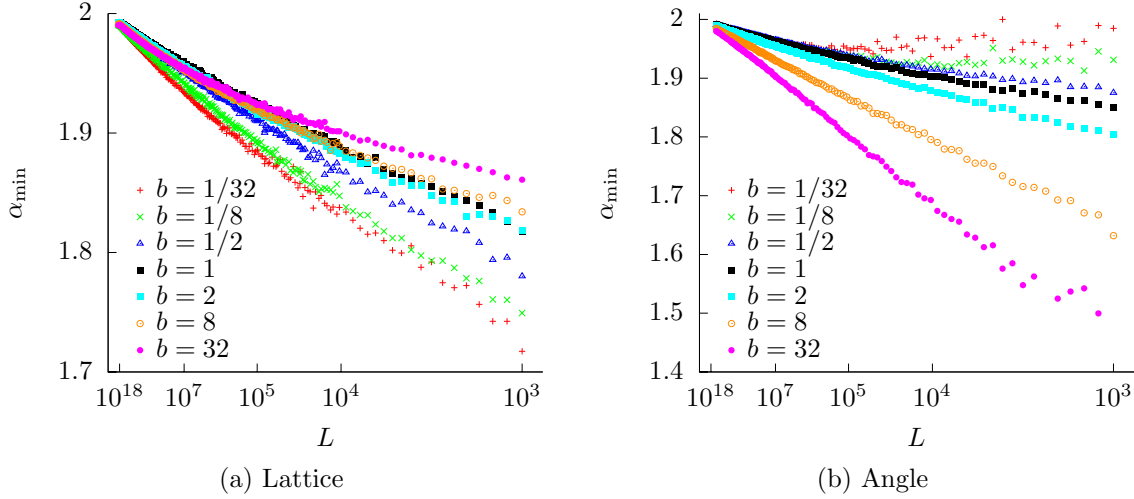 2
1.9
1.8
1.7
α_min
b = 1/32
b = 1/8
b = 1/2
b = 1
b = 2
b = 8
b = 32
10^18 10^7 10^5 10^4 10^3
L
(a) Lattice
2
1.9
1.8
1.7
1.6
1.5
1.4
α_min
b = 1/32
b = 1/8
b = 1/2
b = 1
b = 2
b = 8
b = 32
10^18 10^7 10^5 10^4 10^3
L
(b) Angle